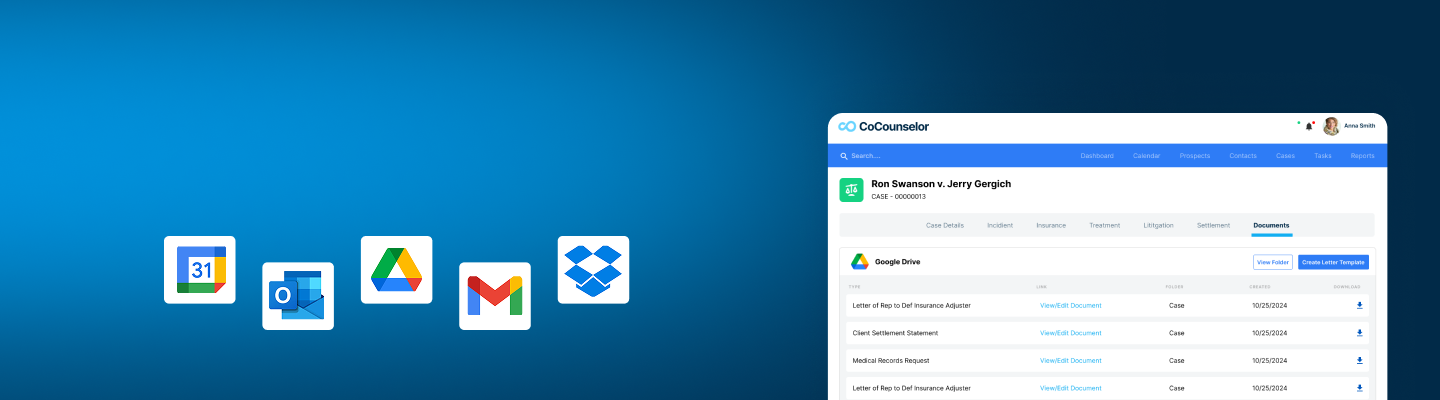 CoCounselor
Anna Smith
Search....
Dashboard Calendar Prospects Contacts Cases Tasks Reports
Ron Swanson v. Jerry Gergich
CASE - 00000013
Case Details Incidient Insurance Treatment Litigation Settlement Documents
31
O
Google Drive
View Folder Create Letter Template
TYPE LINK FOLDER CREATED DOWNLOAD
Letter of Rep to Def Insurance Adjuster View/Edit Document Case 10/25/2024
Client Settlement Statement View/Edit Document Case 10/25/2024
Medical Records Request View/Edit Document Case 10/25/2024
Letter of Rep to Def Insurance Adjuster View/Edit Document Case 10/25/2024